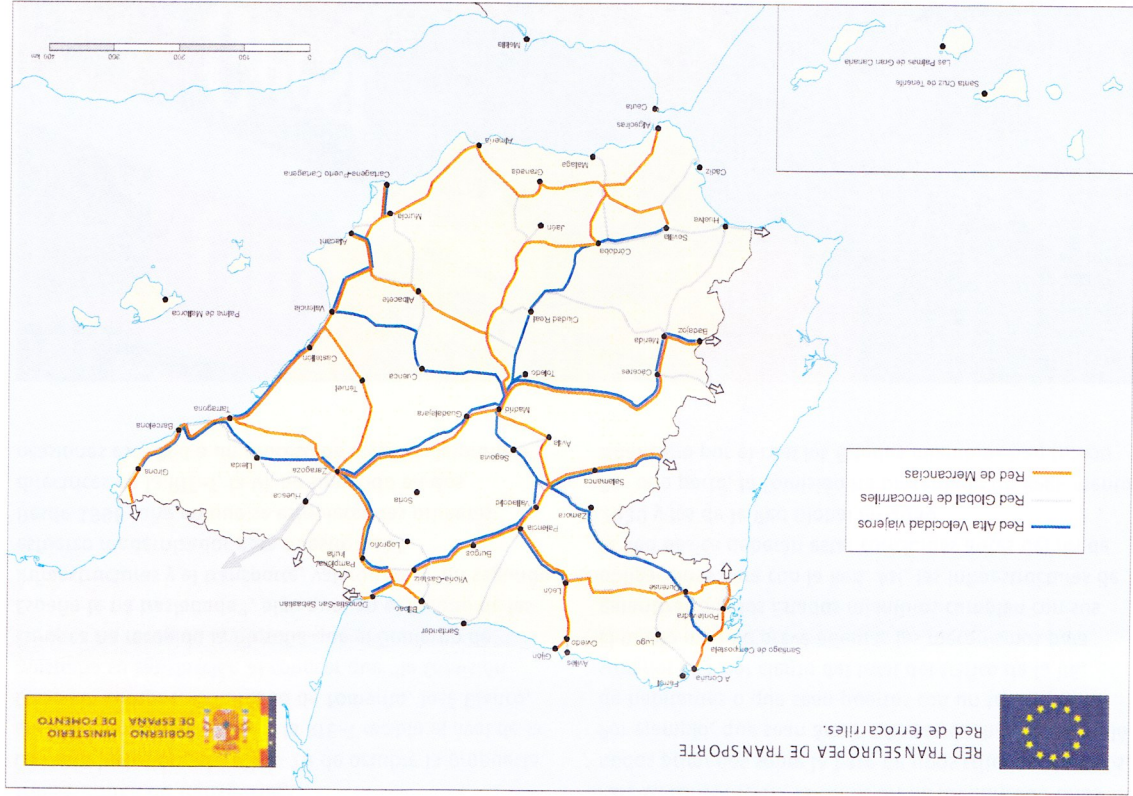 RED TRANSEUROPEA DE TRANSPORTE
Red de ferrocarriles.
GOBIERNO
DE ESPAÑA
MINISTERIO
DE FOMENTO
Ferrol
A Coruña
Avilés
Gijón
Santiago de Compostela
Lugo
Oviedo
Santander
Bilbao
Donostia-San Sebastián
Pontevedra
Ourense
León
Vitoria-Gasteiz
Pamplona/
Iruña
Burgos
Logroño
Palencia
Red Alta Velocidad viajeros
Red Global de ferrocarriles
Red de Mercancías
Zamora
Valladolid
Soria
Huesca
Girona
Salamanca
Segovia
Zaragoza
Lleida
Barcelona
Avila
Guadalajara
Tarragona
Madrid
Teruel
Cáceres
Toledo
Cuenca
Castellón
Badajoz
Mérida
Ciudad Real
Valencia
Palma de Mallorca
Albacete
Huelva
Sevilla
Córdoba
Jaén
Alacant
Murcia
Cartagena-Puerto Cartagena
Cádiz
Málaga
Granada
Almería
Algeciras
Ceuta
Santa Cruz de Tenerife
Las Palmas de Gran Canaria
Melilla
0
400 km